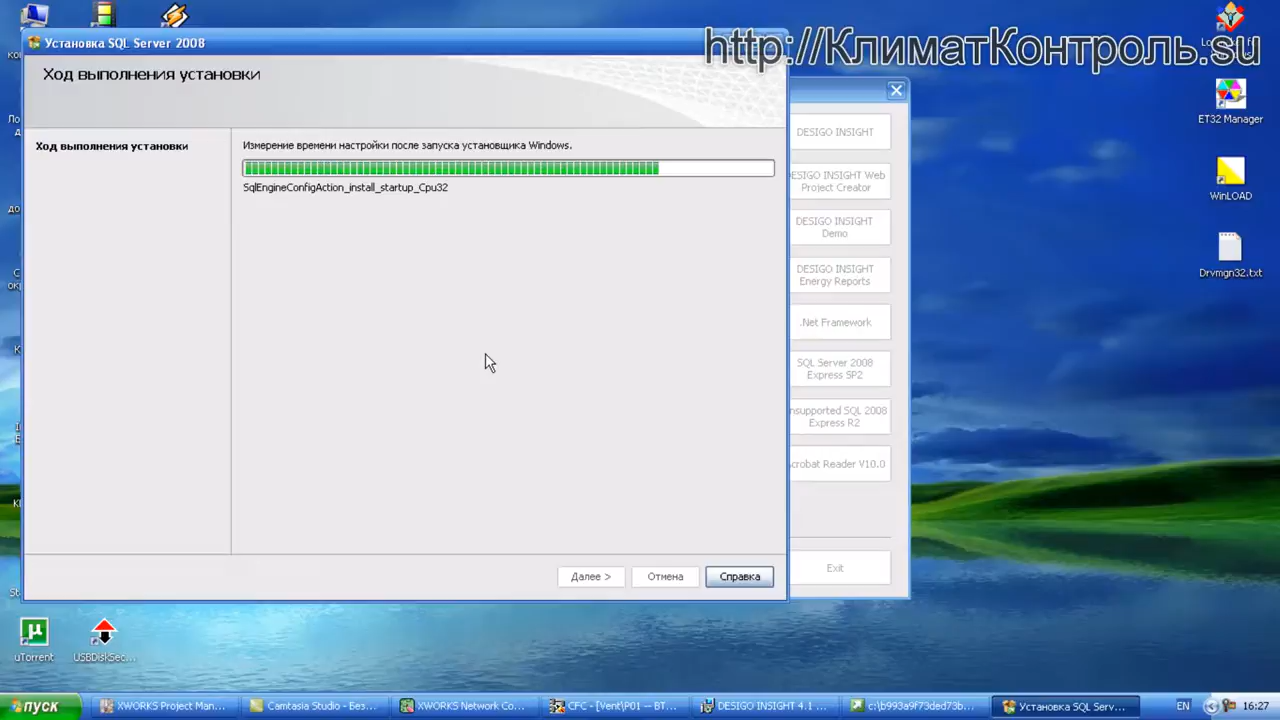 Установка SQL Server 2008
http://КлиматКонтроль.su
Ход выполнения установки
Ход выполнения установки
Измерение времени настройки после запуска установщика Windows.
SqlEngineConfigAction_install_startup_Cpu32
Далее >
Отмена
Справка
DESIGO INSIGHT
DESIGO INSIGHT Web
Project Creator
DESIGO INSIGHT
Demo
DESIGO INSIGHT
Energy Reports
.Net Framework
SQL Server 2008
Express SP2
nsupported SQL 2008
Express R2
crobat Reader V10.0
Exit
ET32 Manager
WinLOAD
Drvmgn32.txt
uTorrent
USBDiskSec...
пуск
XWORKS Project Man...
Camtasia Studio - Без...
XWORKS Network Co...
CFC - [Vent\P01 -- BT...
DESIGO INSIGHT 4.1 ...
c:\b993a9f73ded73b...
Установка SQL Serv...
EN
16:27